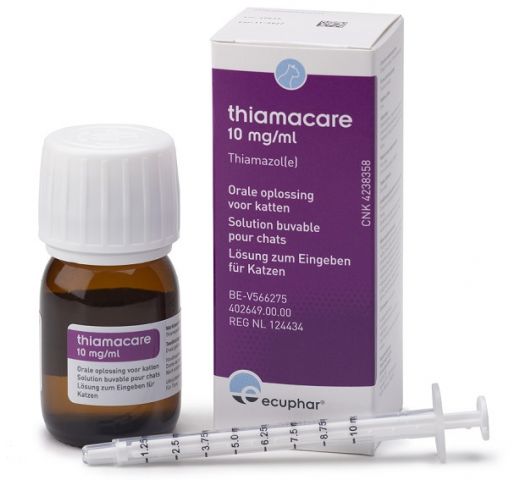 thiamacare
10 mg/ml
Thiamazol(e)
Orale oplossing
voor katten
Solution buvable
pour chats
Lösung zum Eingeben
für Katzen
BE-V566275
402649.00.00
REG NL 124434
CNK 4238358
ecuphar®
thiamacare
10 mg/ml
Orale oplossing voor katten
Solution buvable pour chats
Lösung zum Eingeben für
Katzen
1.25
2.5
3.75
5.0
6.25
7.5
8.75
10 m